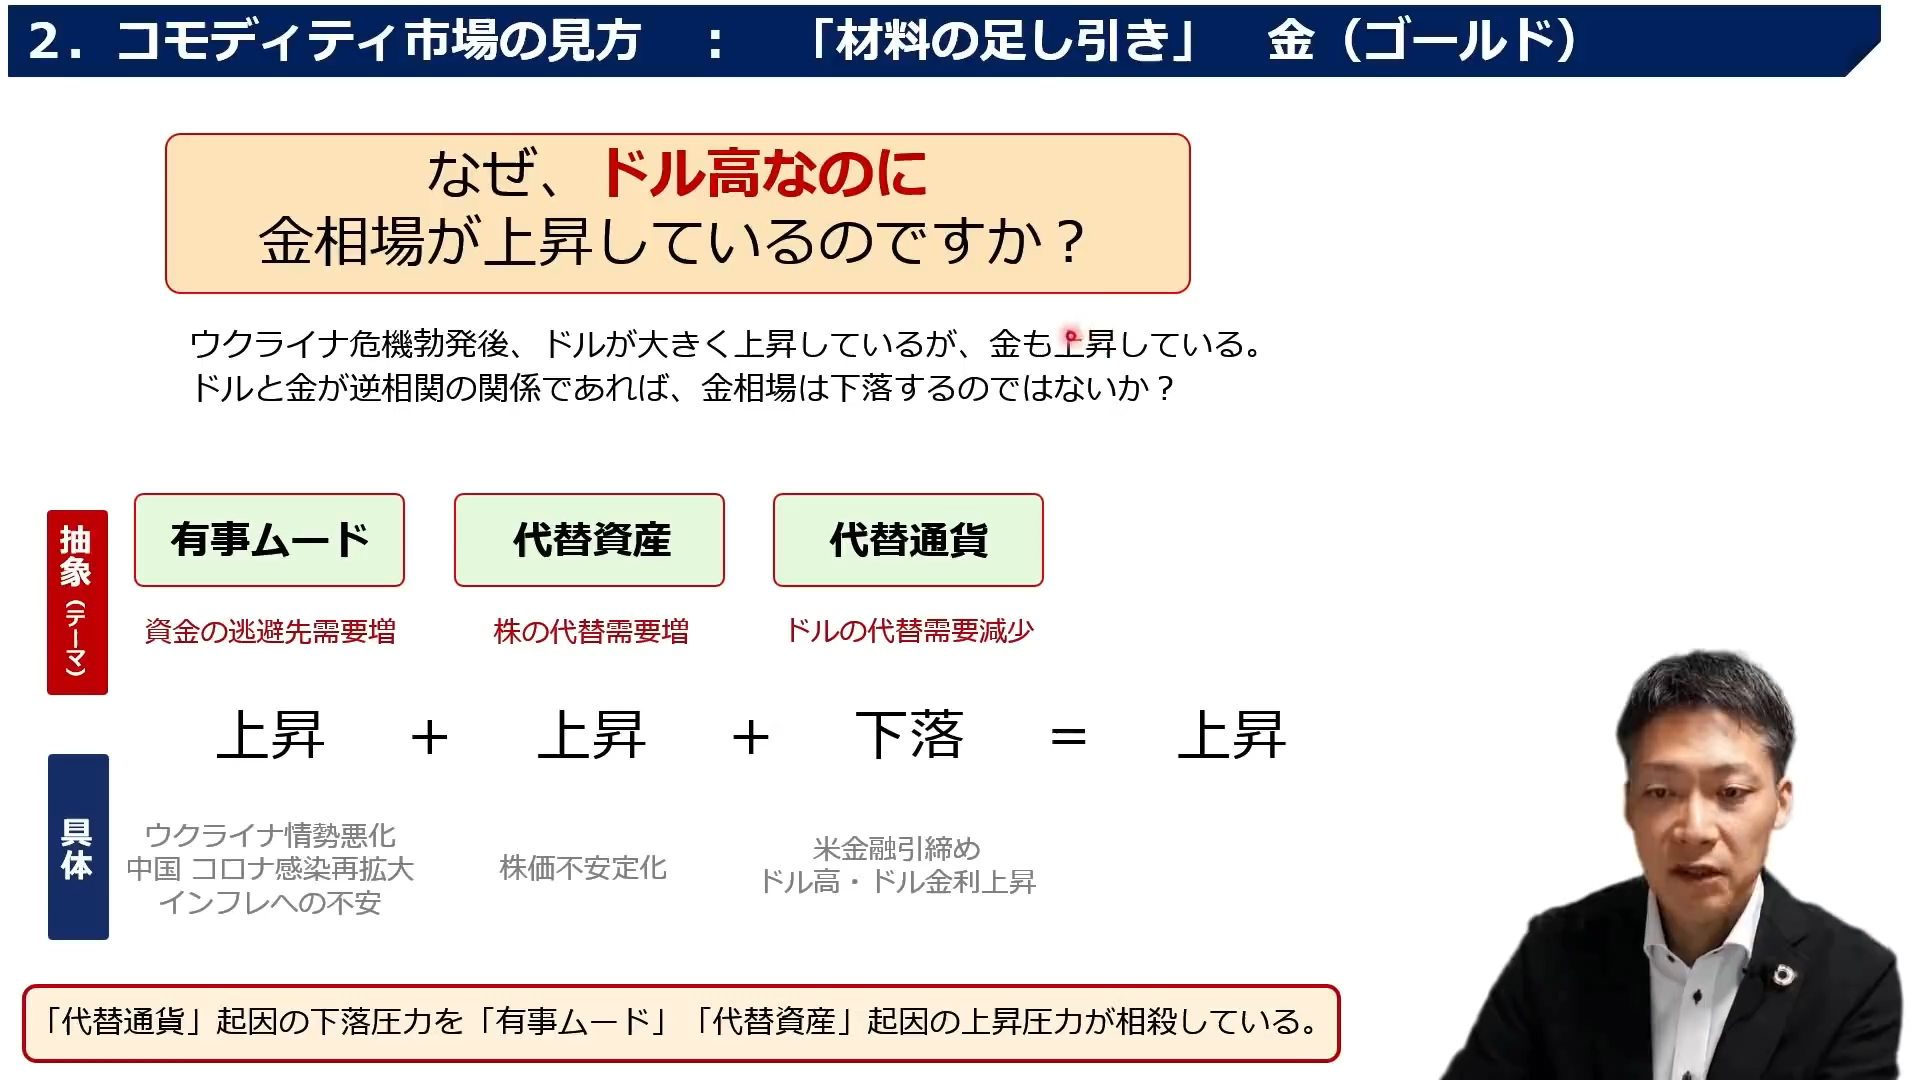 2．コモディティ市場の見方　：　「材料の足し引き」　金（ゴールド）
なぜ、ドル高なのに
金相場が上昇しているのですか？
ウクライナ危機勃発後、ドルが大きく上昇しているが、金も上昇している。
ドルと金が逆相関の関係であれば、金相場は下落するのではないか？
抽象（テーマ）
有事ムード
代替資産
代替通貨
資金の逃避先需要増
株の代替需要増
ドルの代替需要減少
上昇 + 上昇 + 下落 = 上昇
具体
ウクライナ情勢悪化
中国 コロナ感染再拡大
インフレへの不安
株価不安定化
米金融引締め
ドル高・ドル金利上昇
「代替通貨」起因の下落圧力を「有事ムード」「代替資産」起因の上昇圧力が相殺している。